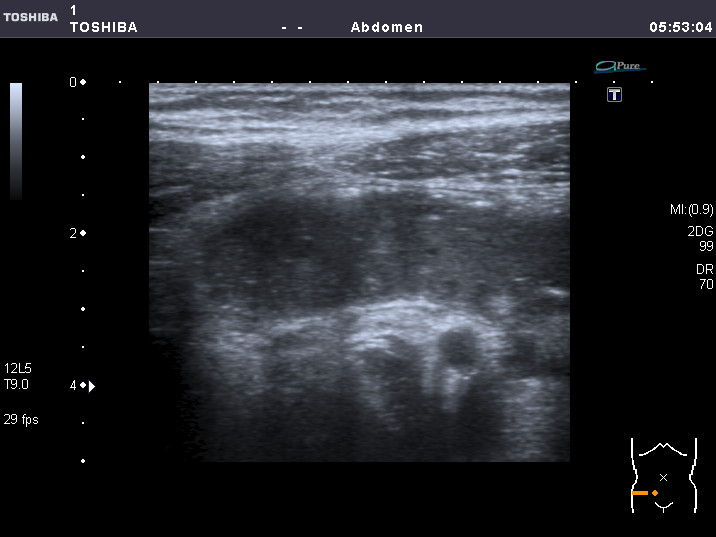 TOSHIBA
1
TOSHIBA - - Abdomen 05:53:04
0
Pure
T
MI:(0.9)
2
2DG
99
DR
70
12L5
T9.0
4
29 fps